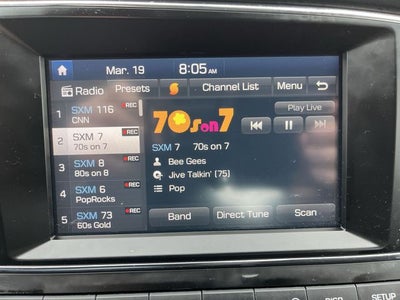 Mar. 19
8:05 AM
Radio
Presets
Channel List
Menu
1 SXM 116 REC
CNN
2 SXM 7 REC
70s on 7
3 SXM 8 REC
80s on 8
4 SXM 6 REC
PopRocks
5 SXM 73 REC
60s Gold
70s on 7
Play Live
SXM 7 70s on 7
Bee Gees
Jive Talkin' (75)
Pop
Band
Direct Tune
Scan
DISP
SETUP